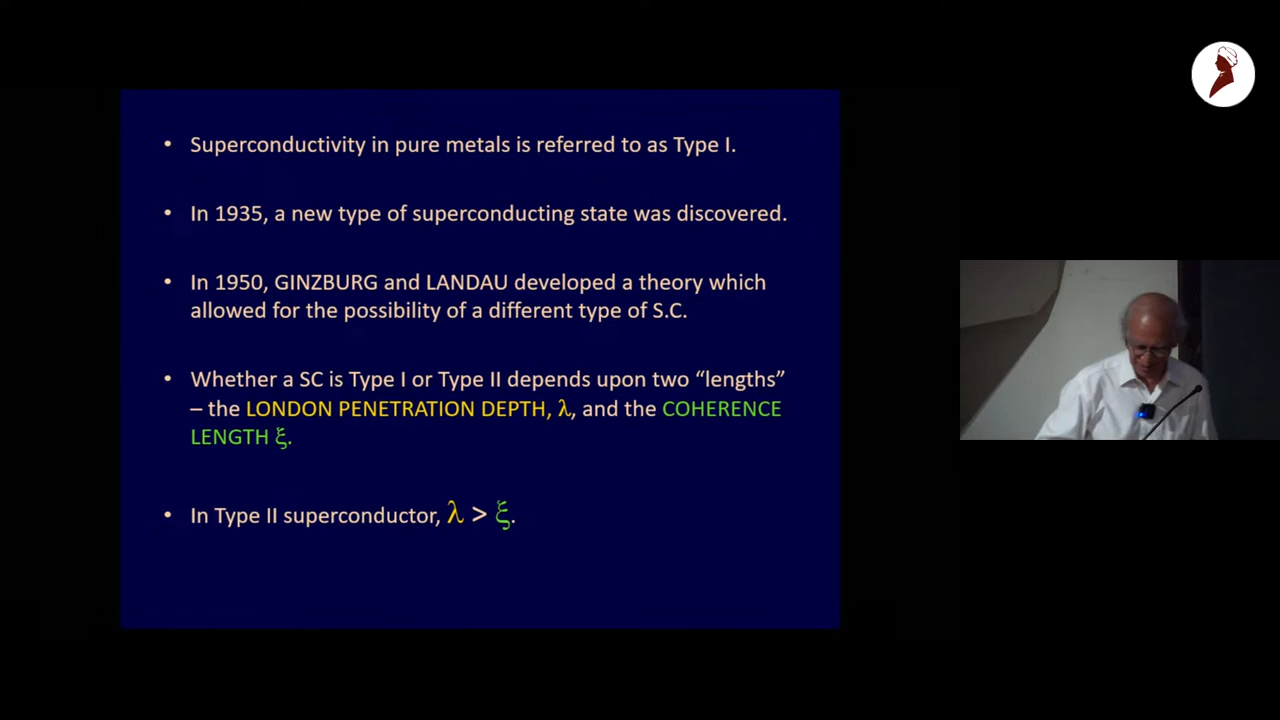 • Superconductivity in pure metals is referred to as Type I.
• In 1935, a new type of superconducting state was discovered.
• In 1950, GINZBURG and LANDAU developed a theory which
allowed for the possibility of a different type of S.C.
• Whether a SC is Type I or Type II depends upon two “lengths”
– the LONDON PENETRATION DEPTH, λ, and the COHERENCE
LENGTH ξ.
• In Type II superconductor, λ > ξ.